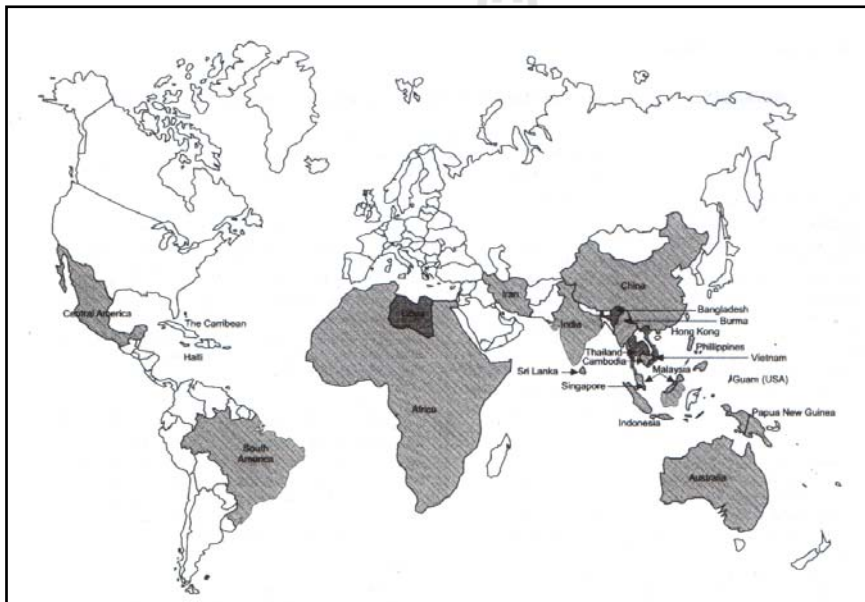 Central America
The Carribean
Haiti
South
America
Africa
Libya
Iran
India
China
Bangladesh
Burma
Hong Kong
Phillippines
Thailand
Cambodia
Vietnam
Sri Lanka
Malaysia
Singapore
Guam (USA)
Indonesia
Papua New Guinea
Australia